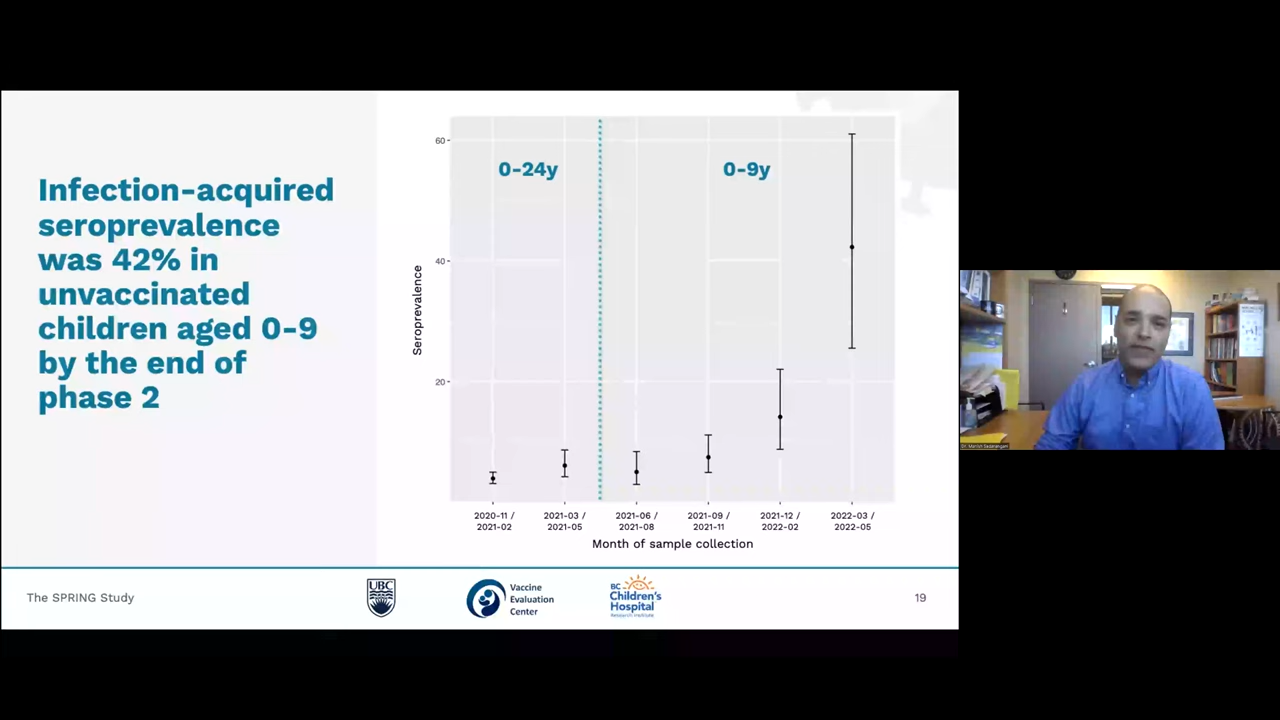 Infection-acquired
seroprevalence
was 42% in
unvaccinated
children aged 0-9
by the end of
phase 2
60
40
20
Seroprevalence
0-24y
0-9y
2020-11 /
2021-02
2021-03 /
2021-05
2021-06 /
2021-08
2021-09 /
2021-11
2021-12 /
2022-02
2022-03 /
2022-05
Month of sample collection
The SPRING Study
UBC
Vaccine
Evaluation
Center
BC
Children's
Hospital
Research Institute
19